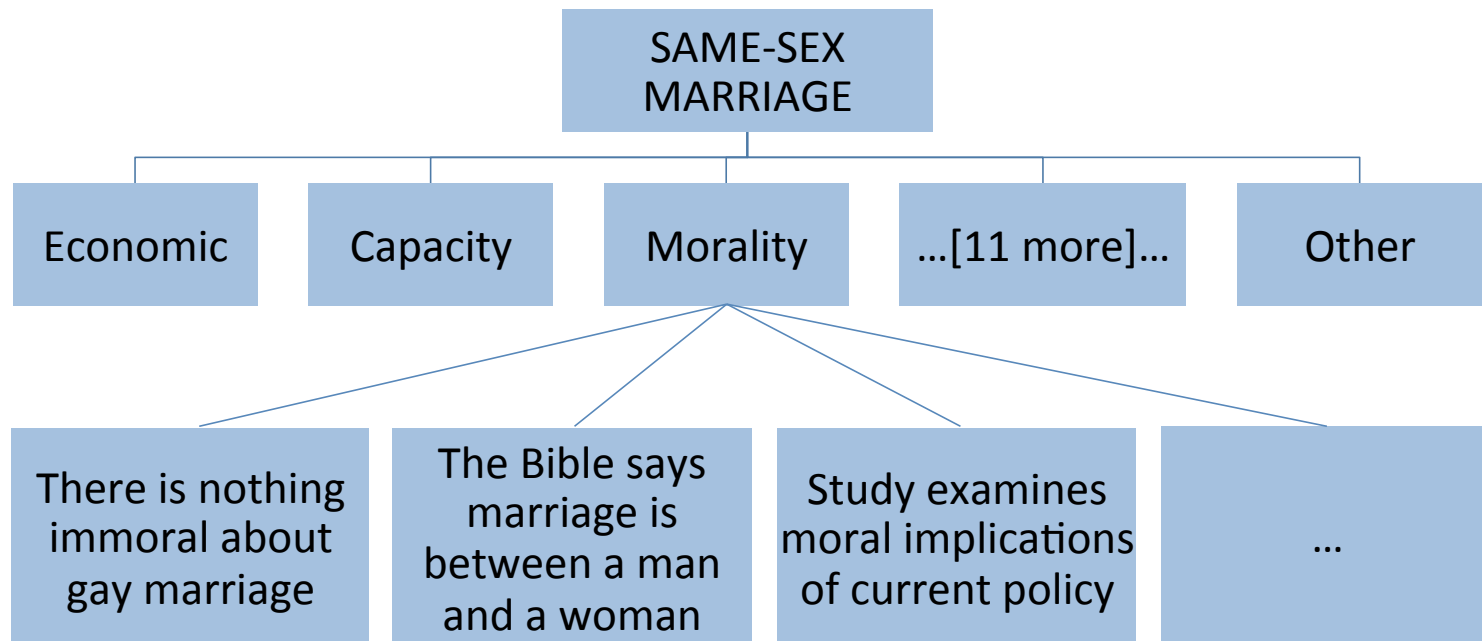 SAME-SEX
MARRIAGE
Economic
Capacity
Morality
…[11 more]…
Other
There is nothing
immoral about
gay marriage
The Bible says
marriage is
between a man
and a woman
Study examines
moral implications
of current policy
…